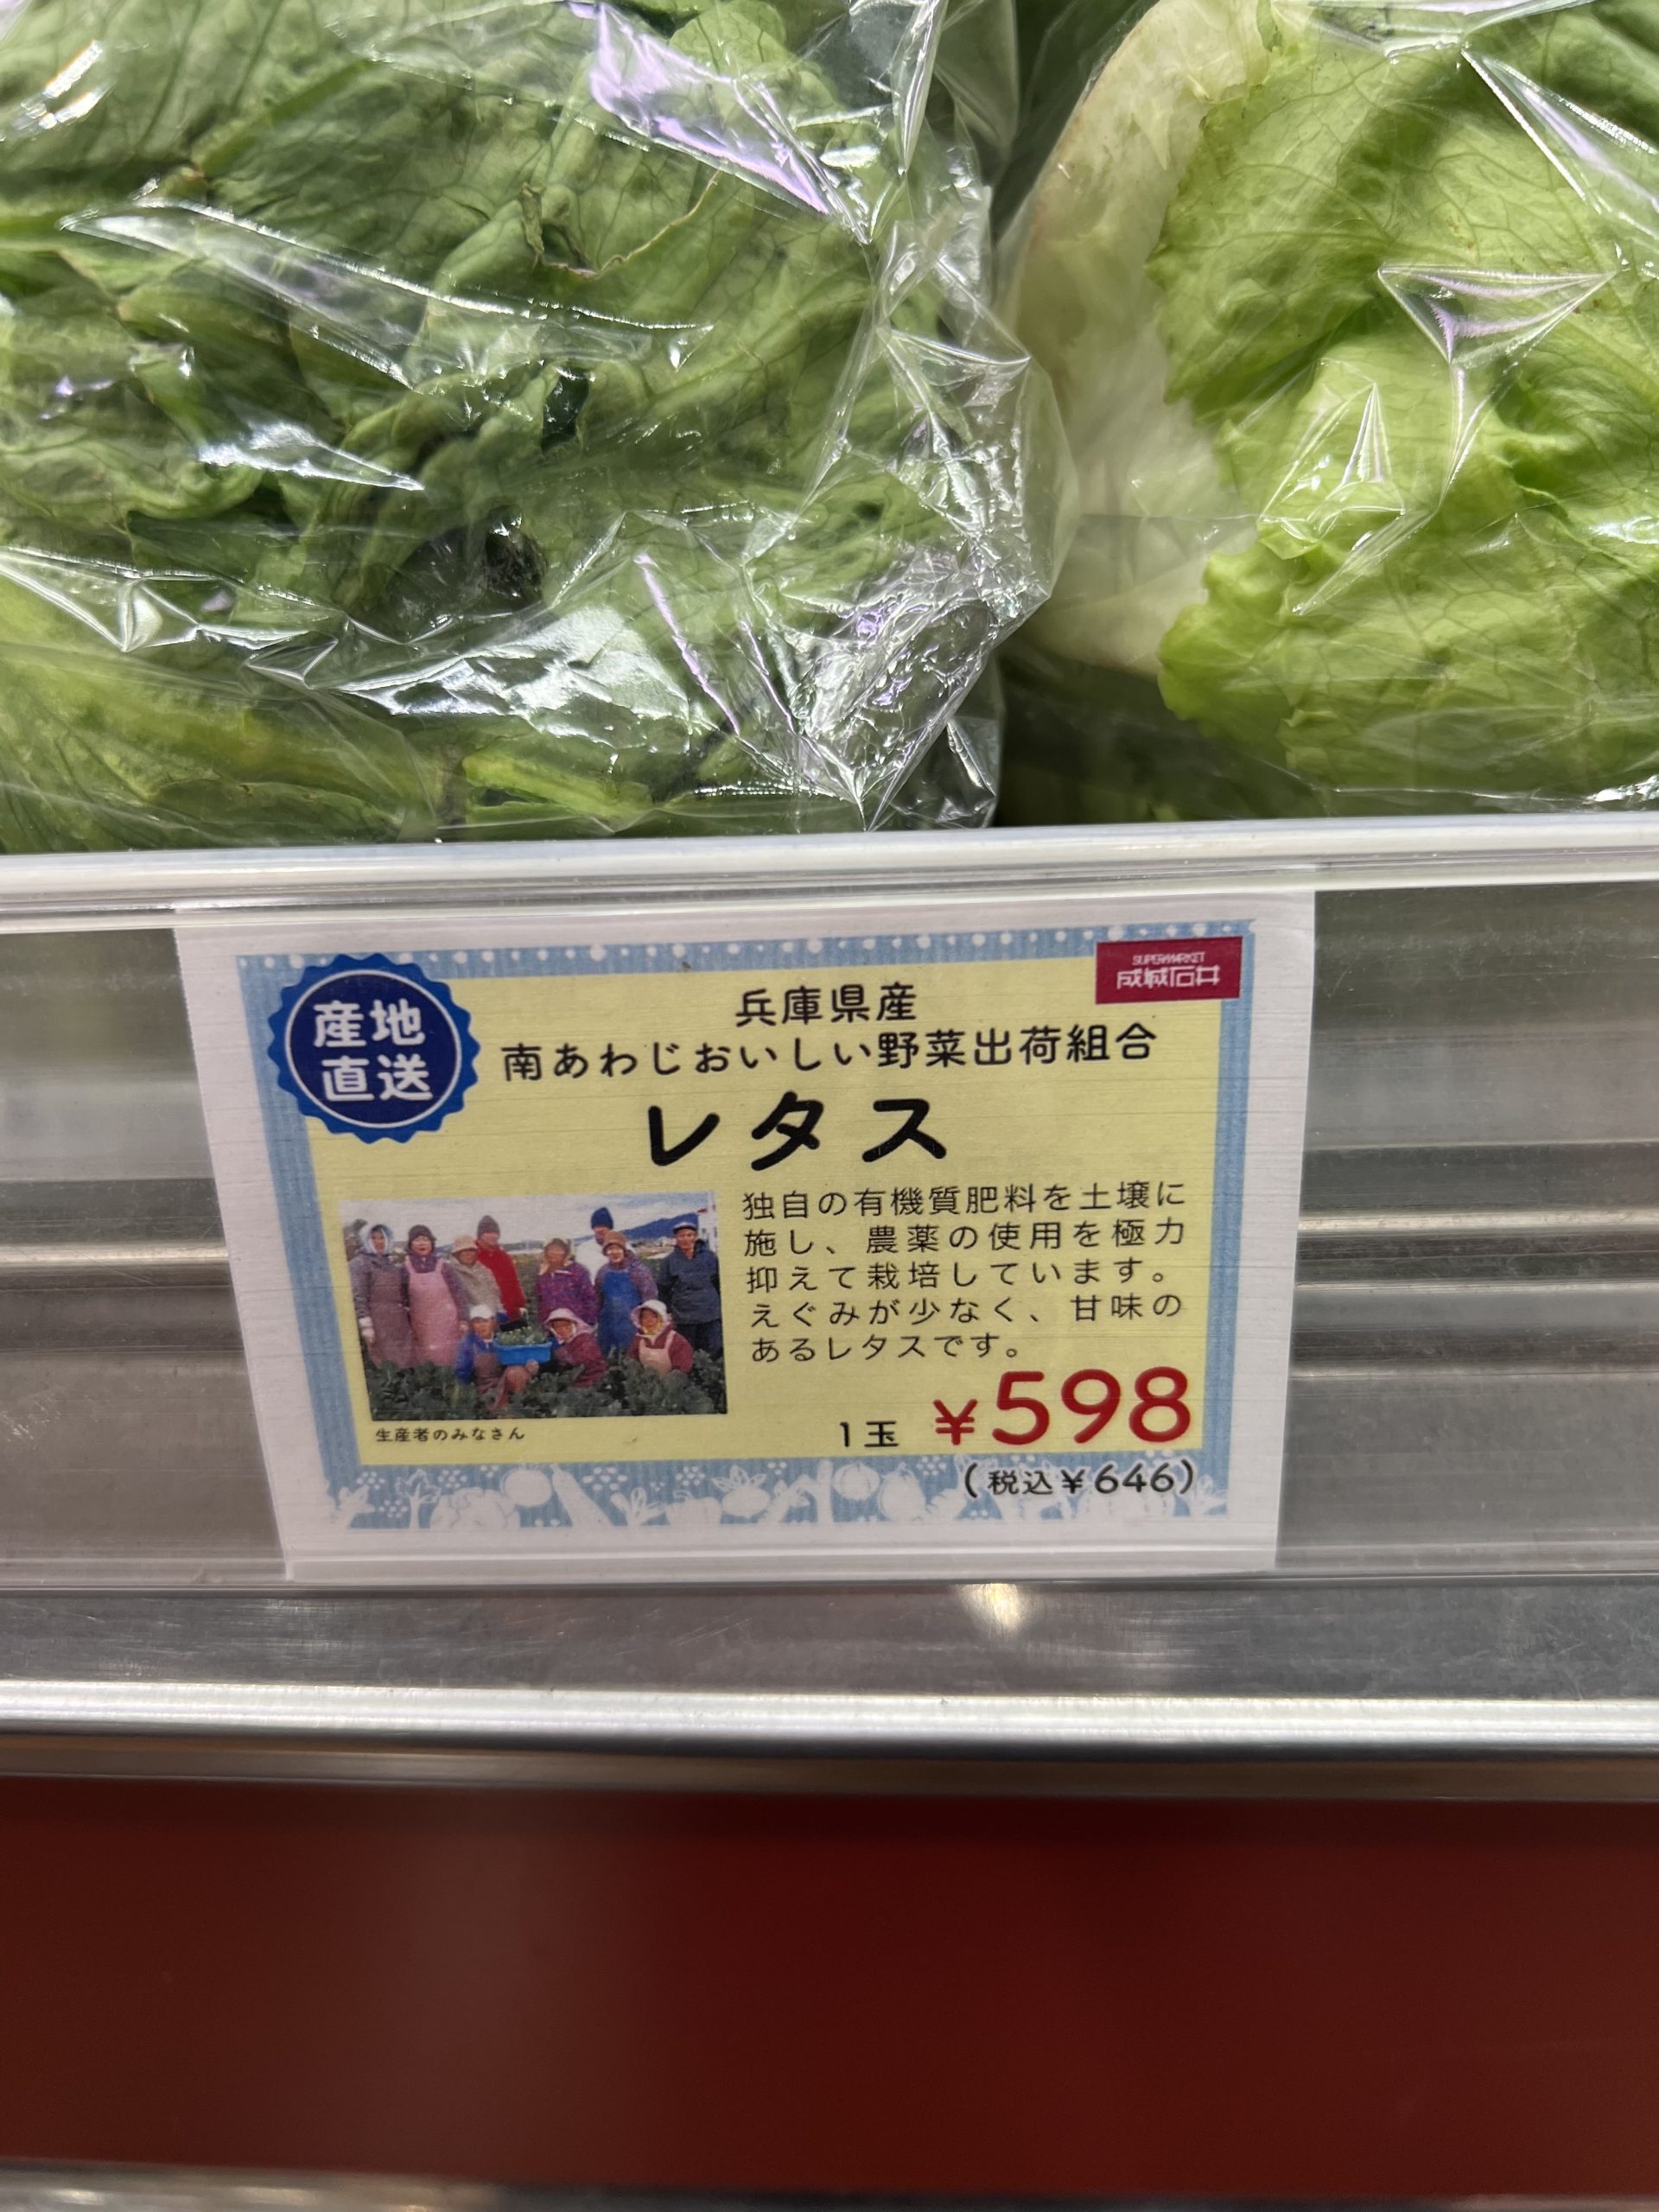 SUPERMARKET
成城石井
産地
直送
兵庫県産
南あわじおいしい野菜出荷組合
レタス
独自の有機質肥料を土壌に
施し、農薬の使用を極力
抑えて栽培しています。
えぐみが少なく、甘味の
あるレタスです。
生産者のみなさん
1玉 ¥598
(税込¥646)